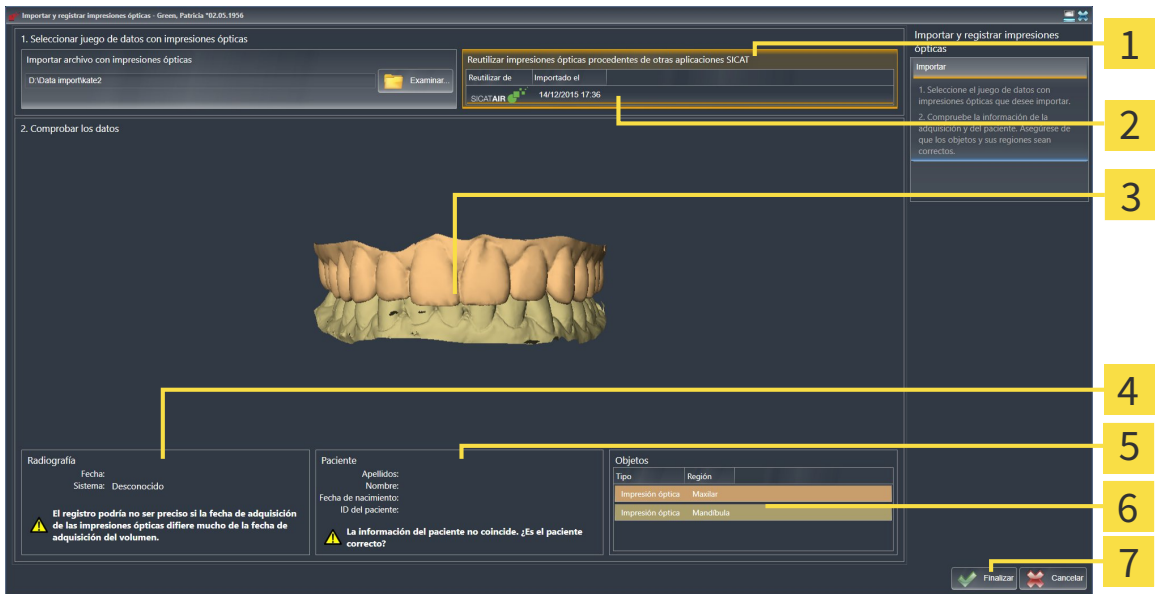 Importar y registrar impresiones ópticas - Green, Patricia *02.05.1956
1. Seleccionar juego de datos con impresiones ópticas
Importar archivo con impresiones ópticas
D:\Data import\kate2
Examinar...
Reutilizar impresiones ópticas procedentes de otras aplicaciones SICAT
Reutilizar de
Importado el
SICATAIR
14/12/2015 17:36
2. Comprobar los datos
Radiografía
Fecha:
Sistema: Desconocido
El registro podría no ser preciso si la fecha de adquisición
de las impresiones ópticas difiere mucho de la fecha de
adquisición del volumen.
Paciente
Apellidos:
Nombre:
Fecha de nacimiento:
ID del paciente:
La información del paciente no coincide. ¿Es el paciente
correcto?
Objetos
Tipo
Región
Impresión óptica
Maxilar
Impresión óptica
Mandíbula
Importar y registrar impresiones
ópticas
Importar
1. Seleccione el juego de datos con
impresiones ópticas que desee importar.
2. Compruebe la información de la
adquisición y del paciente. Asegúrese de
que los objetos y sus regiones sean
correctos.
Finalizar
Cancelar
1
2
3
4
5
6
7